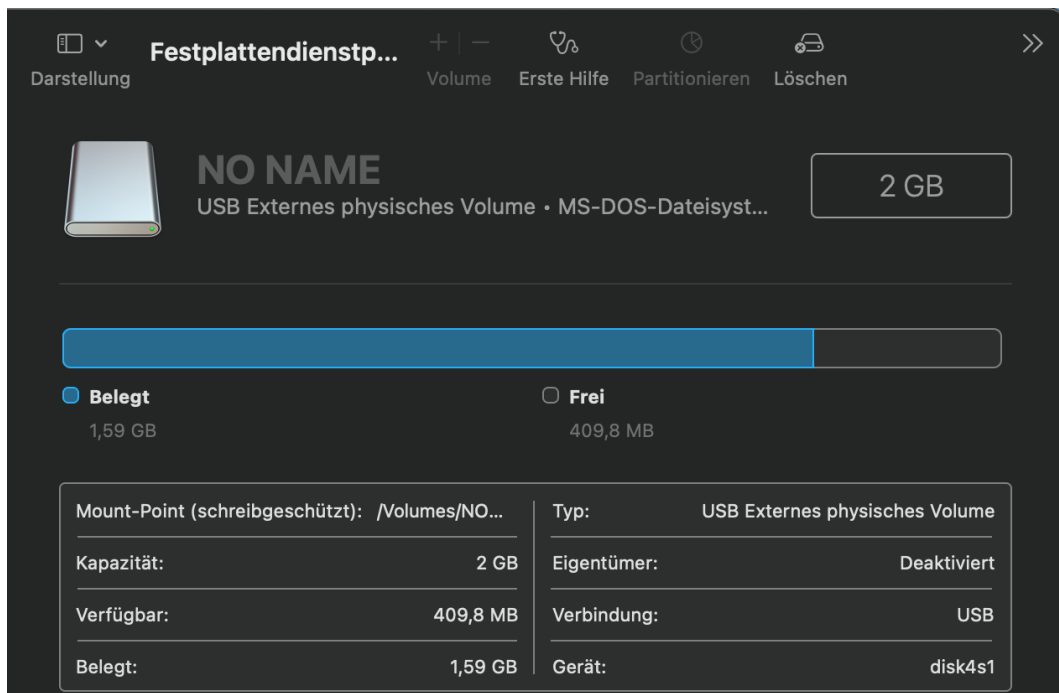 Festplattendienstp...
Darstellung
Volume
Erste Hilfe
Partitionieren
Löschen
NO NAME
USB Externes physisches Volume • MS-DOS-Dateisyst...
2 GB
Belegt
1,59 GB
Frei
409,8 MB
Mount-Point (schreibgeschützt): /Volumes/NO...
Kapazität: 2 GB
Verfügbar: 409,8 MB
Belegt: 1,59 GB
Typ: USB Externes physisches Volume
Eigentümer: Deaktiviert
Verbindung: USB
Gerät: disk4s1